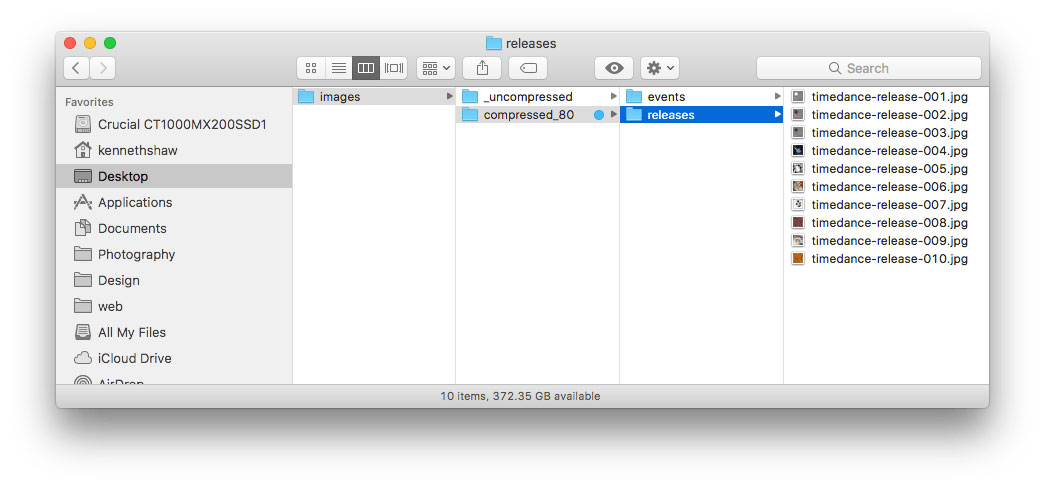 releases
Search
Favorites
Crucial CT1000MX200SSD1
kennethshaw
Desktop
Applications
Documents
Photography
Design
web
All My Files
iCloud Drive
AirDrop
images
_uncompressed
compressed_80
events
releases
timedance-release-001.jpg
timedance-release-002.jpg
timedance-release-003.jpg
timedance-release-004.jpg
timedance-release-005.jpg
timedance-release-006.jpg
timedance-release-007.jpg
timedance-release-008.jpg
timedance-release-009.jpg
timedance-release-010.jpg
10 items, 372.35 GB available